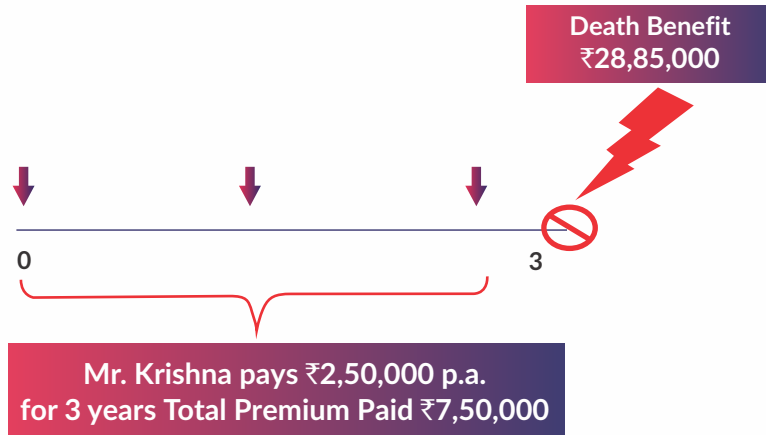 Death Benefit
₹28,85,000
0
3
Mr. Krishna pays ₹2,50,000 p.a.
for 3 years Total Premium Paid ₹7,50,000